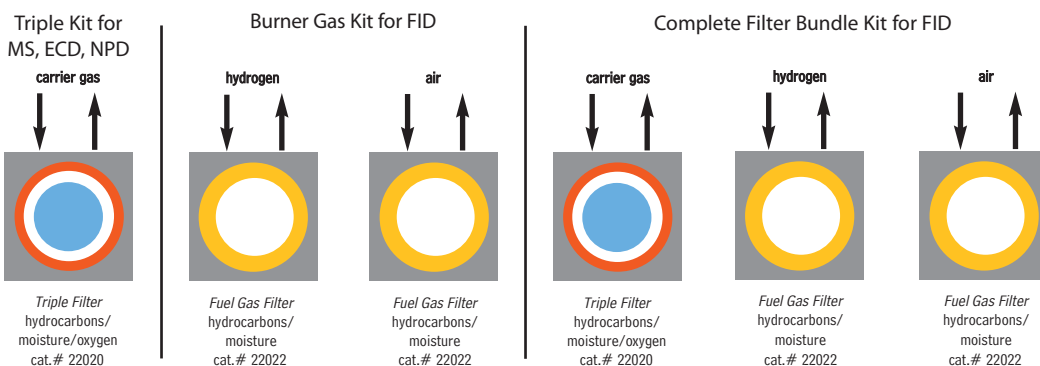 Triple Kit for
MS, ECD, NPD
carrier gas
Triple Filter
hydrocarbons/
moisture/oxygen
cat.# 22020
Burner Gas Kit for FID
hydrogen
Fuel Gas Filter
hydrocarbons/
moisture
cat.# 22022
air
Fuel Gas Filter
hydrocarbons/
moisture
cat.# 22022
Complete Filter Bundle Kit for FID
carrier gas
Triple Filter
hydrocarbons/
moisture/oxygen
cat.# 22020
hydrogen
Fuel Gas Filter
hydrocarbons/
moisture
cat.# 22022
air
Fuel Gas Filter
hydrocarbons/
moisture
cat.# 22022